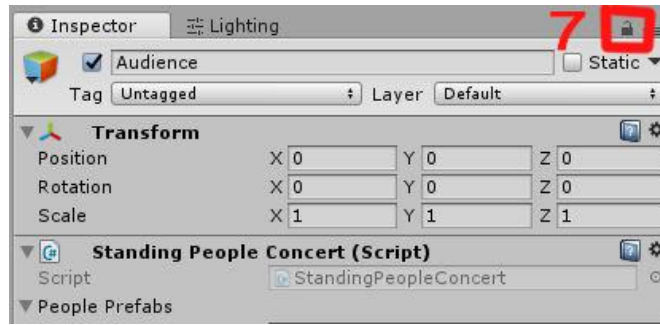 Inspector Lighting 7
Audience Static
Tag Untagged Layer Default
Transform
Position X 0 Y 0 Z 0
Rotation X 0 Y 0 Z 0
Scale X 1 Y 1 Z 1
Standing People Concert (Script)
Script StandingPeopleConcert
People Prefabs